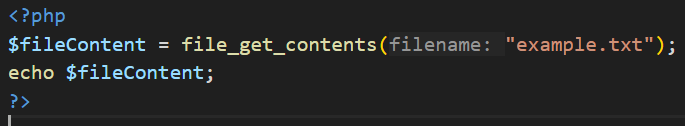 <?php
$fileContent = file_get_contents(filename: "example.txt");
echo $fileContent;
?>